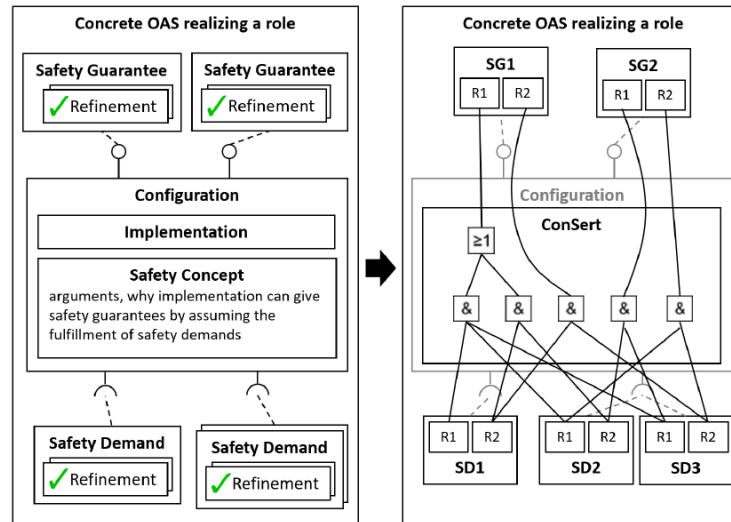 Concrete OAS realizing a role
Safety Guarantee
✓Refinement
Safety Guarantee
✓Refinement
Configuration
Implementation
Safety Concept
arguments, why implementation can give
safety guarantees by assuming the
fulfillment of safety demands
Safety Demand
✓Refinement
Safety Demand
✓Refinement
Concrete OAS realizing a role
SG1
R1 R2
SG2
R1 R2
Configuration
ConSert
≥1
& & & & &
R1 R2 R1 R2 R1 R2
SD1 SD2 SD3